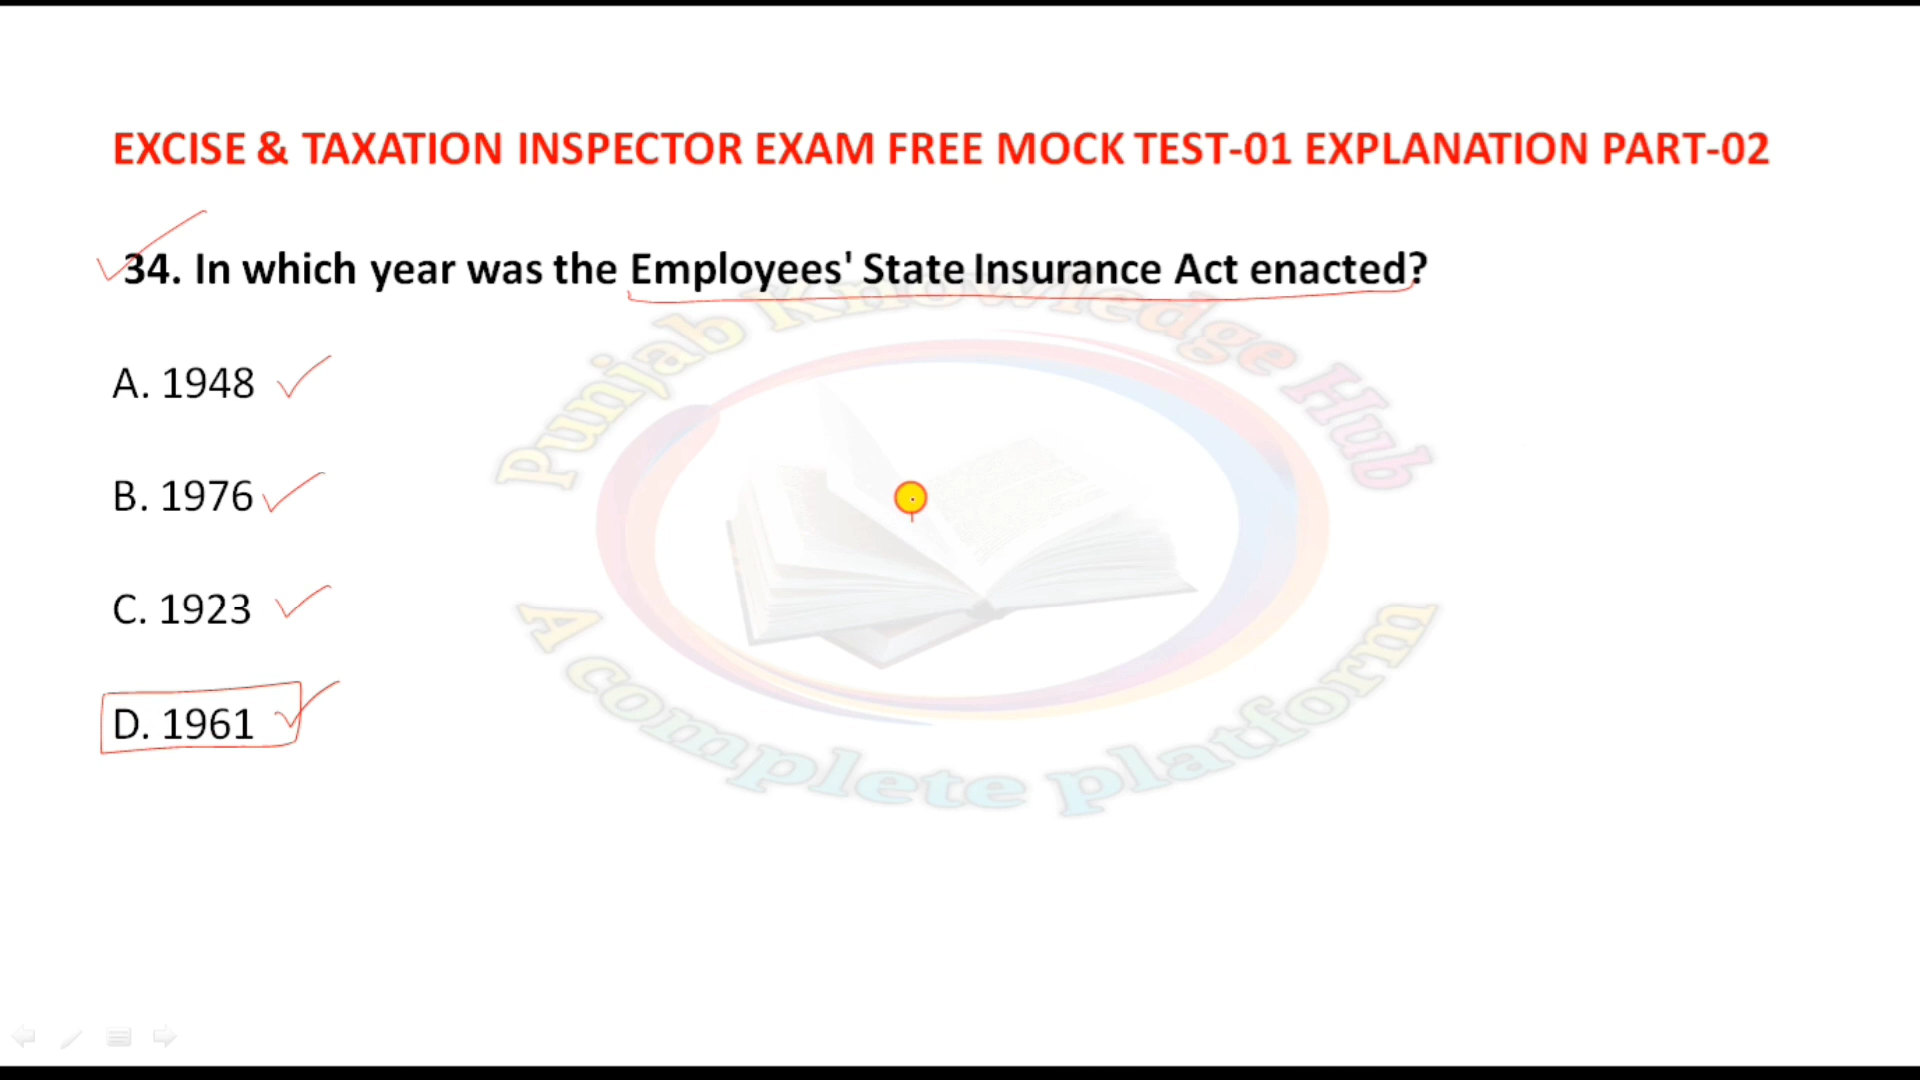 EXCISE & TAXATION INSPECTOR EXAM FREE MOCK TEST-01 EXPLANATION PART-02
34. In which year was the Employees' State Insurance Act enacted?
Punjab Knowledge Hub
A. 1948
B. 1976
C. 1923
D. 1961
A complete platform